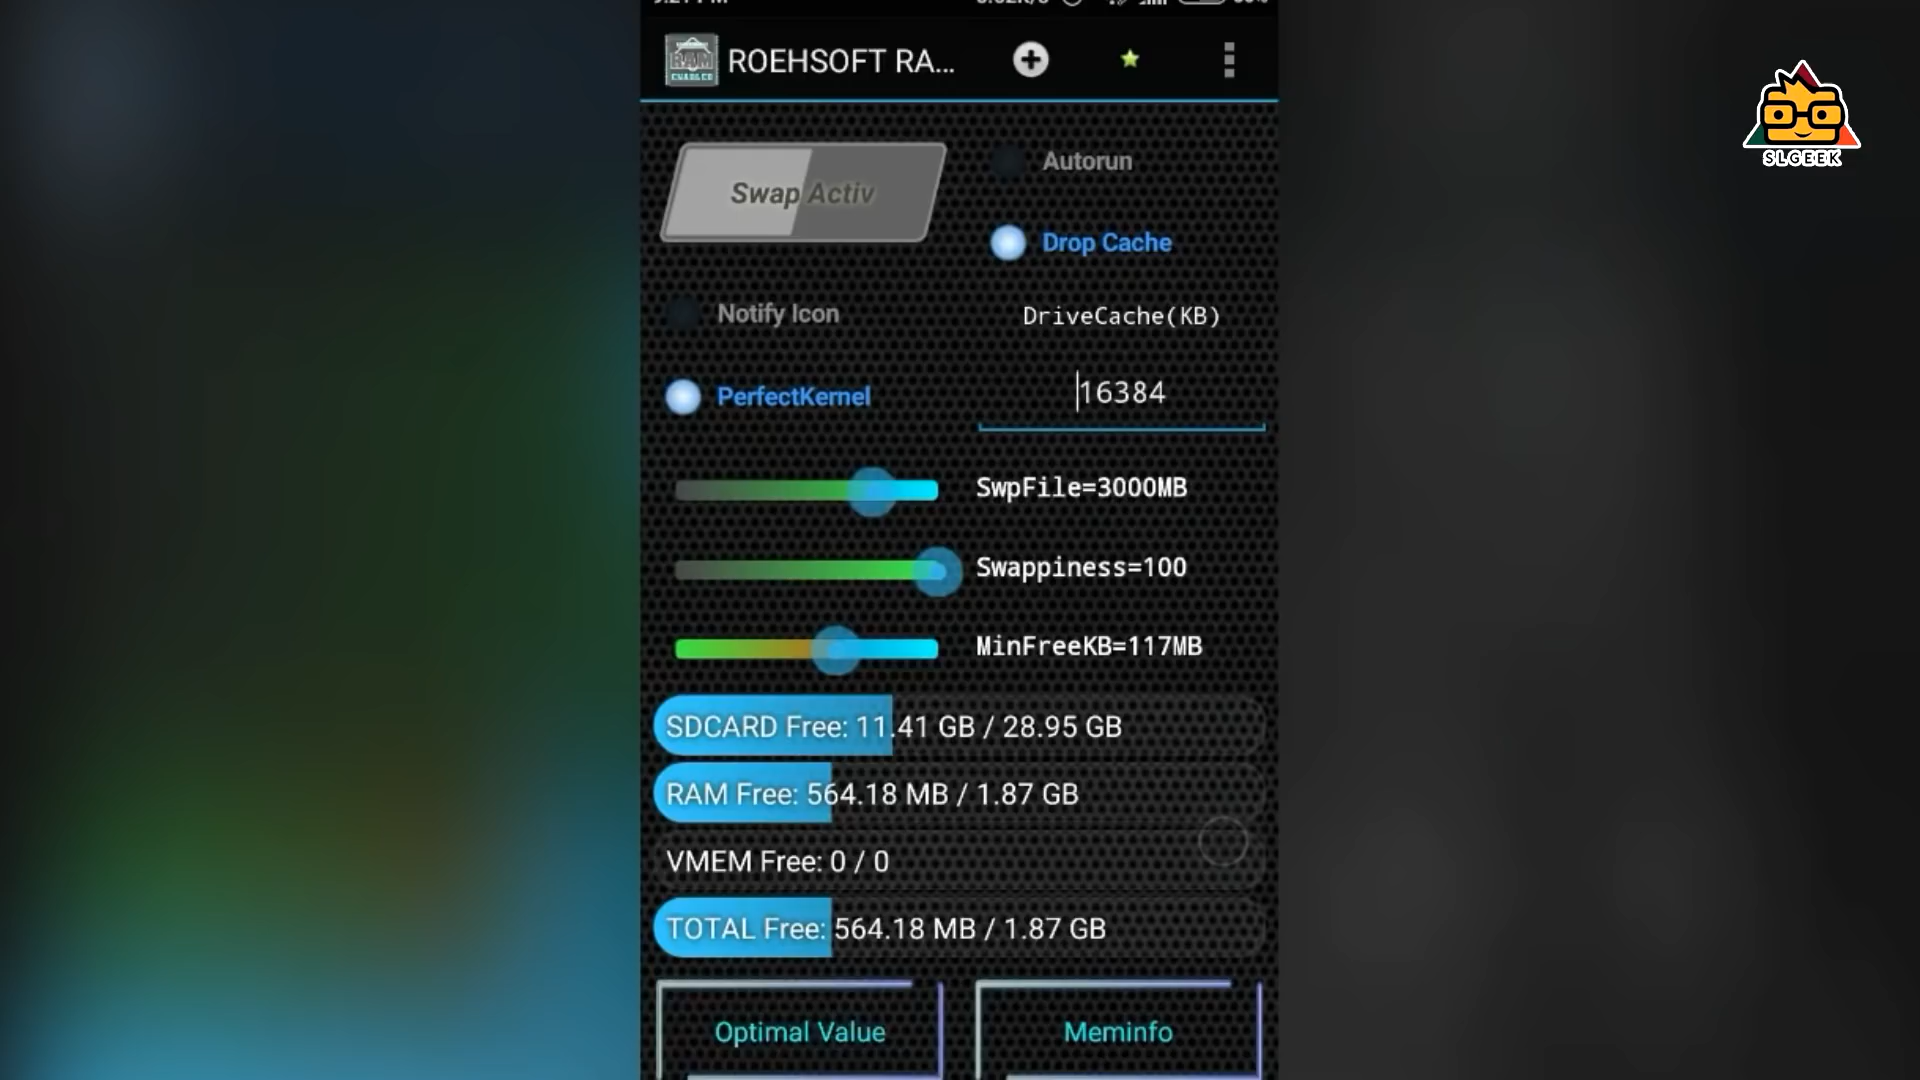 ROEHSOFT RA...
RAM
ENABLED
SLGEEK
Swap Activ
Autorun
Drop Cache
Notify Icon
DriveCache(KB)
PerfectKernel
16384
SwpFile=3000MB
Swappiness=100
MinFreeKB=117MB
SDCARD Free: 11.41 GB / 28.95 GB
RAM Free: 564.18 MB / 1.87 GB
VMEM Free: 0 / 0
TOTAL Free: 564.18 MB / 1.87 GB
Optimal Value
Meminfo